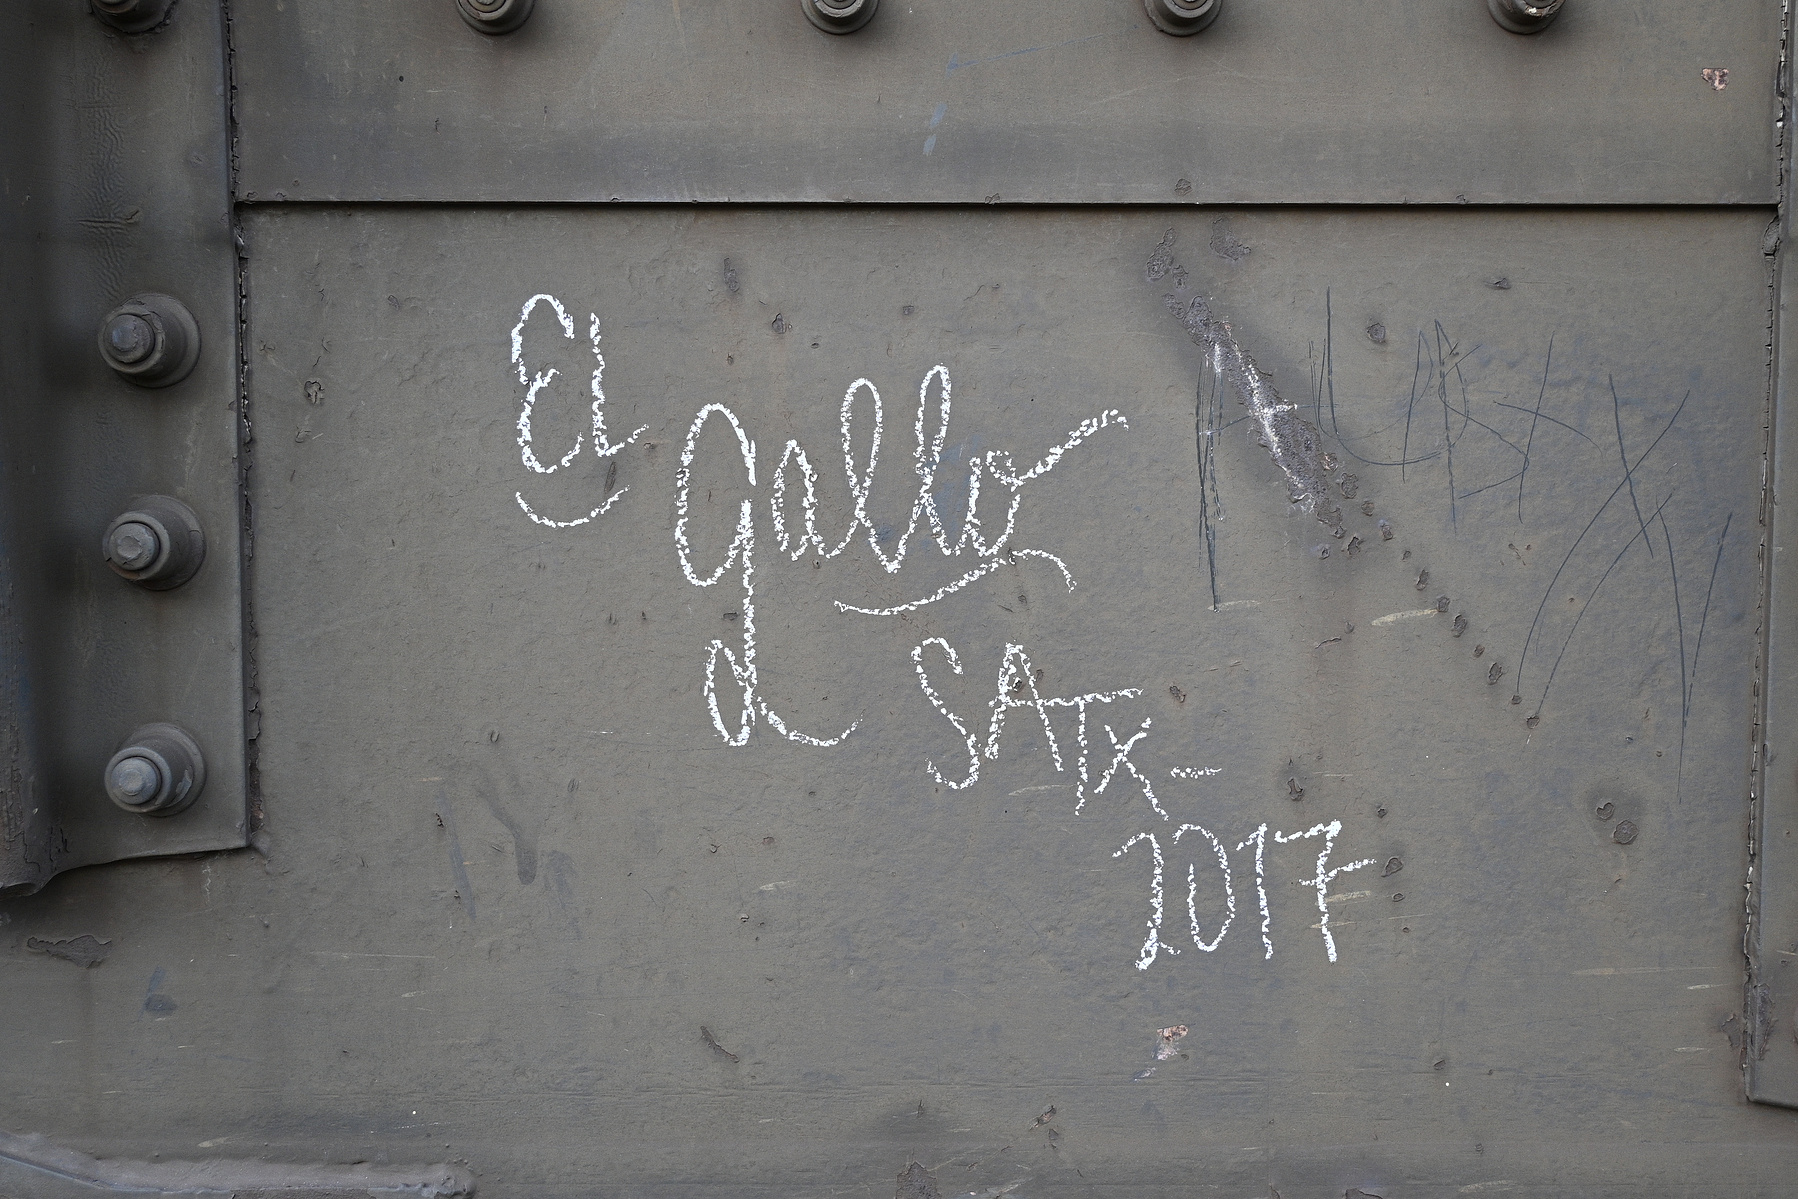 El
gallo
SATX-
2017